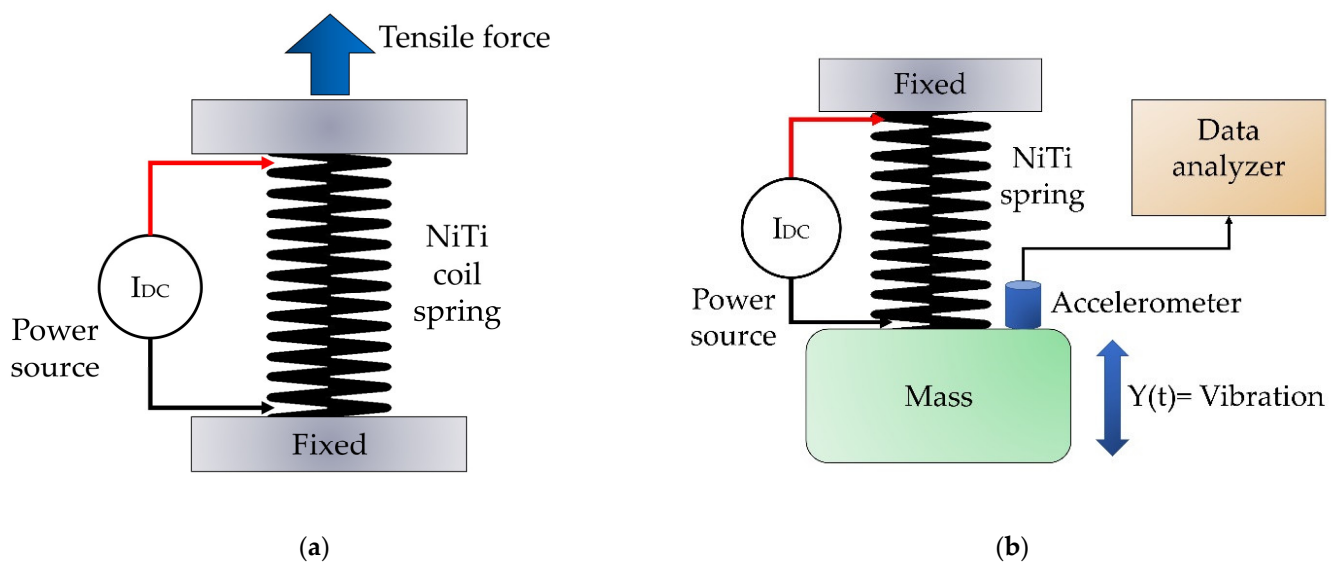 Tensile force
NiTi
coil
spring
IDC
Power
source
Fixed
(a)
Fixed
NiTi
spring
Data
analyzer
IDC
Power
source
Accelerometer
Mass
Y(t)= Vibration
(b)